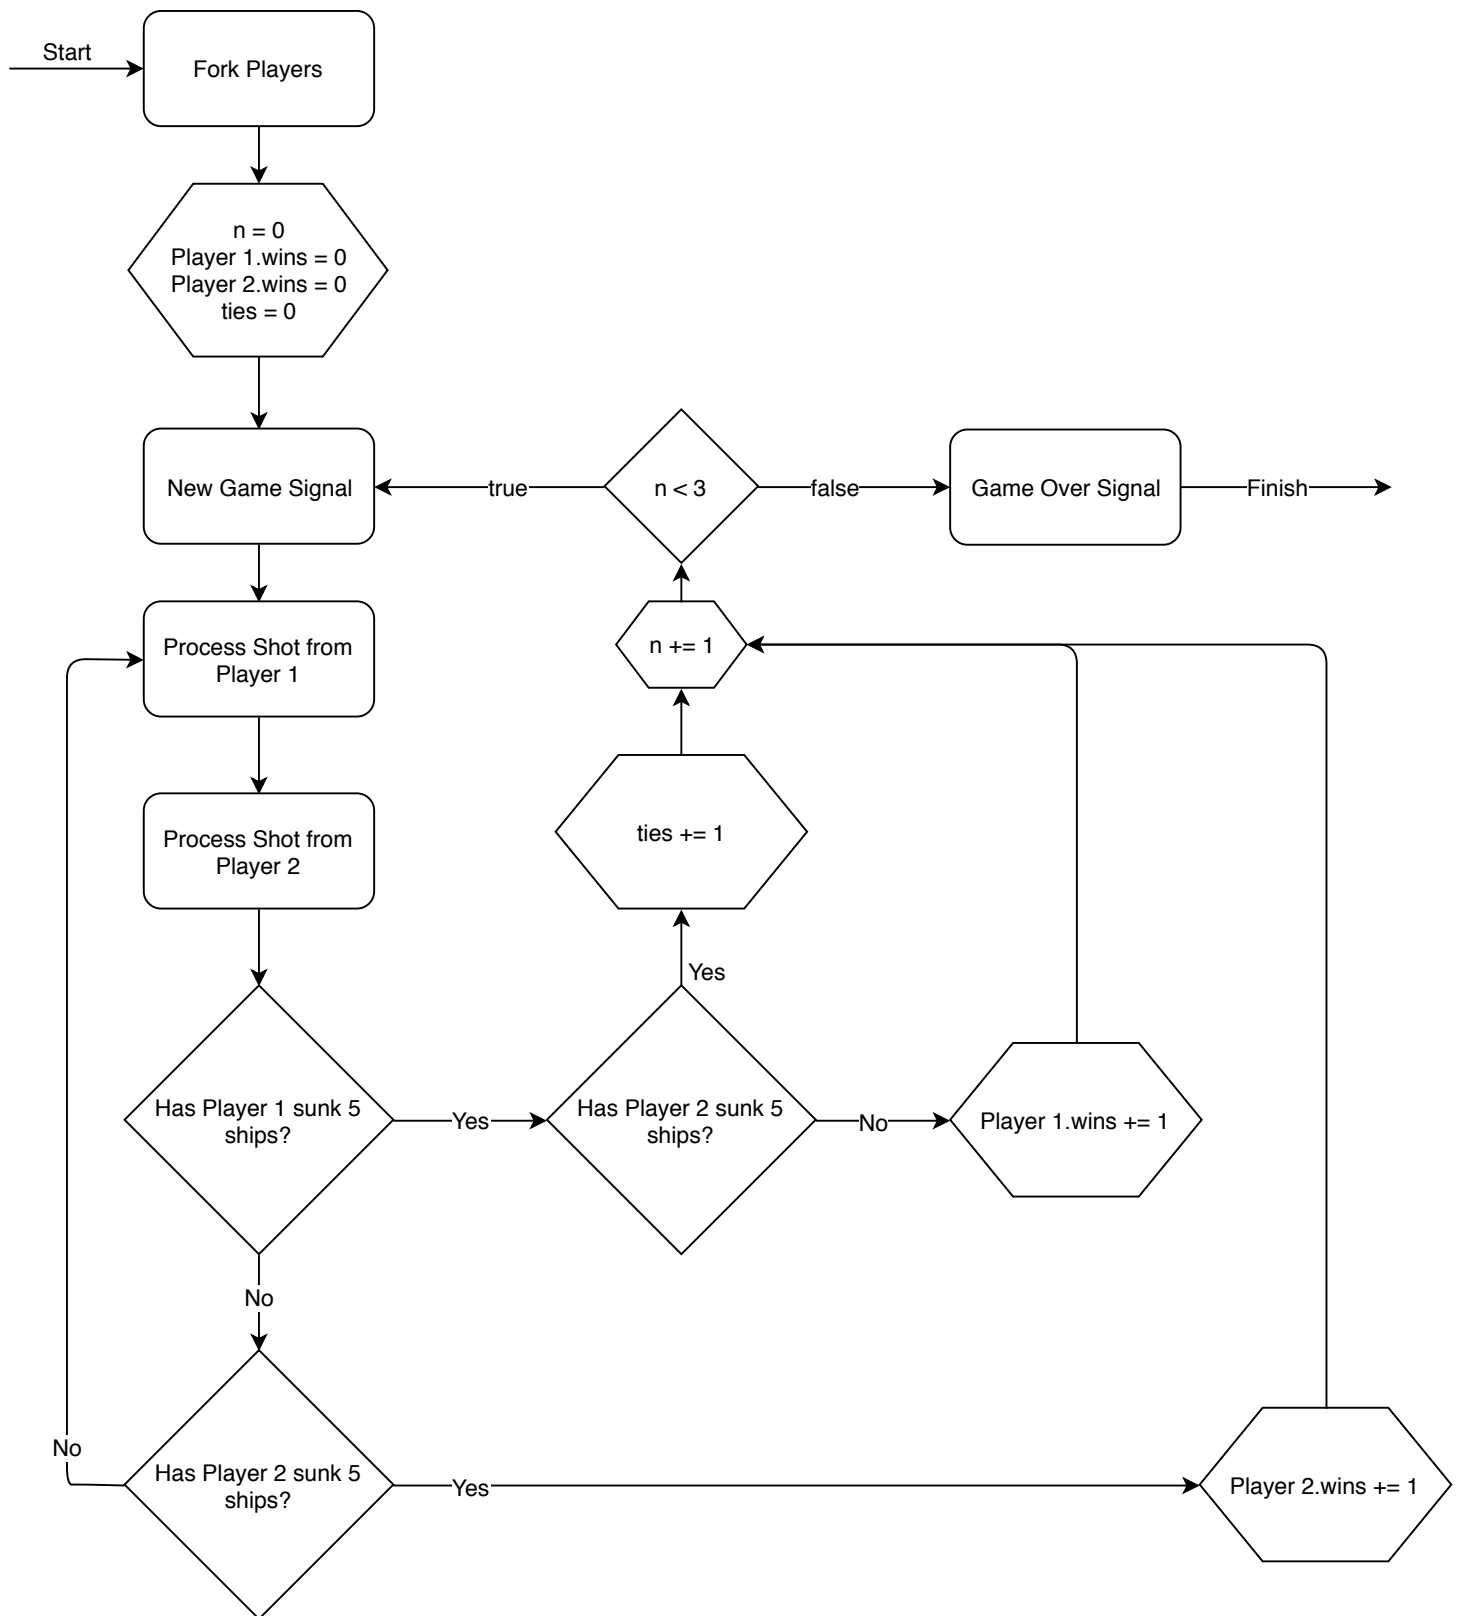 Start
Fork Players
n = 0
Player 1.wins = 0
Player 2.wins = 0
ties = 0
New Game Signal
true
n < 3
false
Game Over Signal
Finish
Process Shot from
Player 1
n += 1
Process Shot from
Player 2
ties += 1
Yes
Has Player 1 sunk 5
ships?
Yes
Has Player 2 sunk 5
ships?
No
Player 1.wins += 1
No
No
Has Player 2 sunk 5
ships?
Yes
Player 2.wins += 1